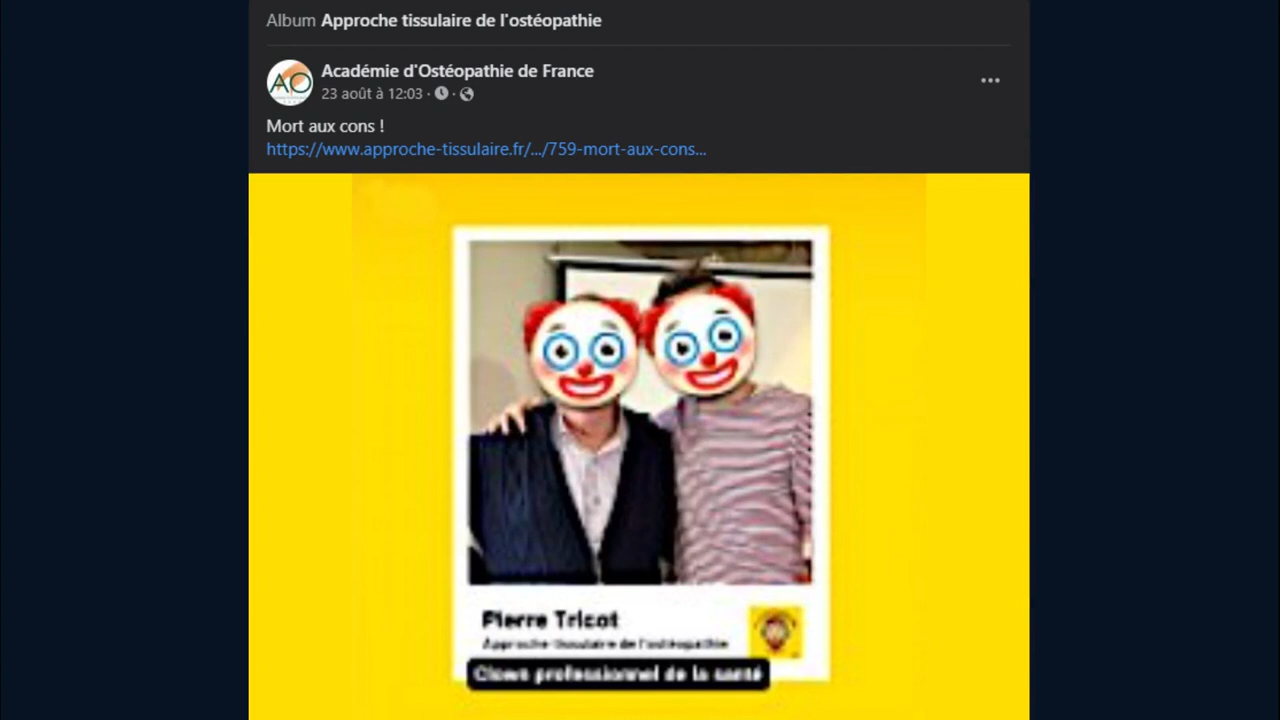 Album Approche tissulaire de l'ostéopathie
AO
Académie d'Ostéopathie de France
23 août à 12:03 ·
Mort aux cons !
https://www.approche-tissulaire.fr/.../759-mort-aux-cons...
Pierre Tricot
Approche tissulaire de l'ostéopathie
Clown professionnel de la santé